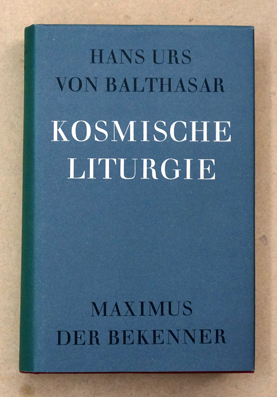 HANS URS
VON BALTHASAR
KOSMISCHE
LITURGIE
MAXIMUS
DER BEKENNER